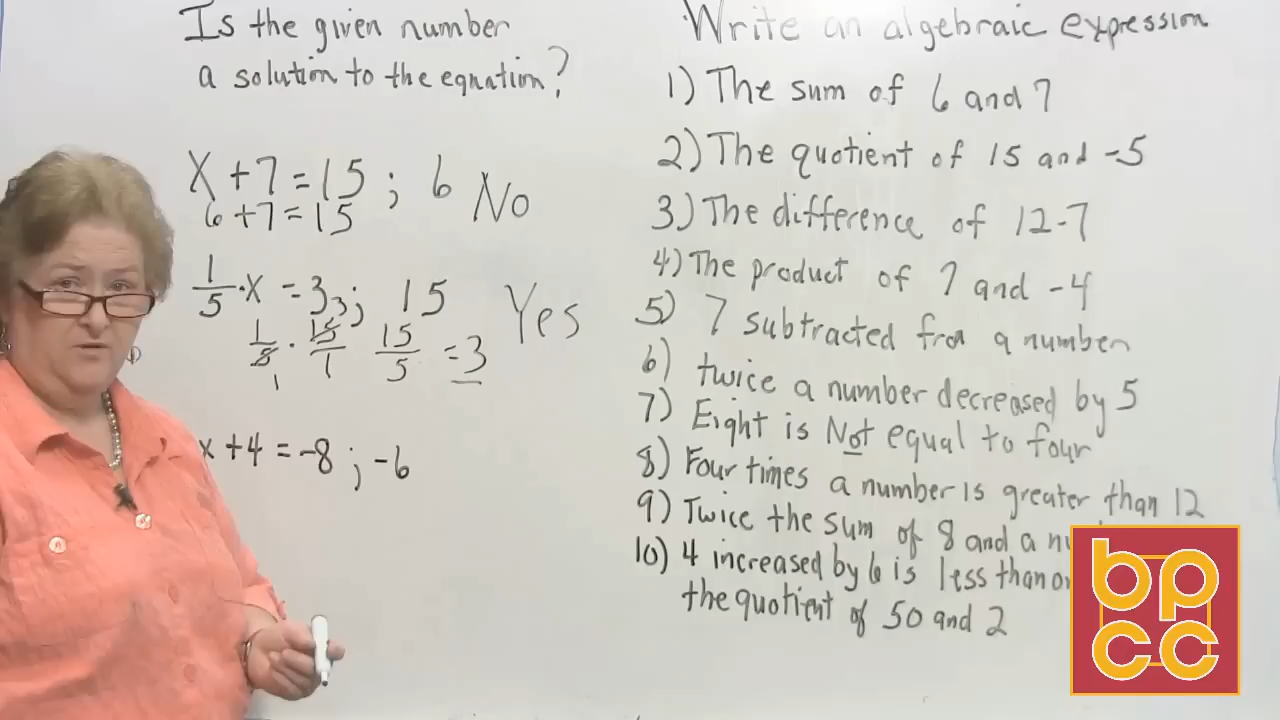 Is the given number
a solution to the equation?
x + 7 = 15 ; 6 No
6 + 7 = 15
1/5 · x = 3 ; 15 Yes
1/5 · 15/1 15/5 = 3
1
x + 4 = -8 ; -6
Write an algebraic expression
1) The sum of 6 and 7
2) The quotient of 15 and -5
3) The difference of 12-7
4) The product of 7 and -4
5) 7 subtracted from a number
6) twice a number decreased by 5
7) Eight is Not equal to four
8) Four times a number is greater than 12
9) Twice the sum of 8 and a
10) 4 increased by 6 is less than or
the quotient of 50 and 2
bp
cc